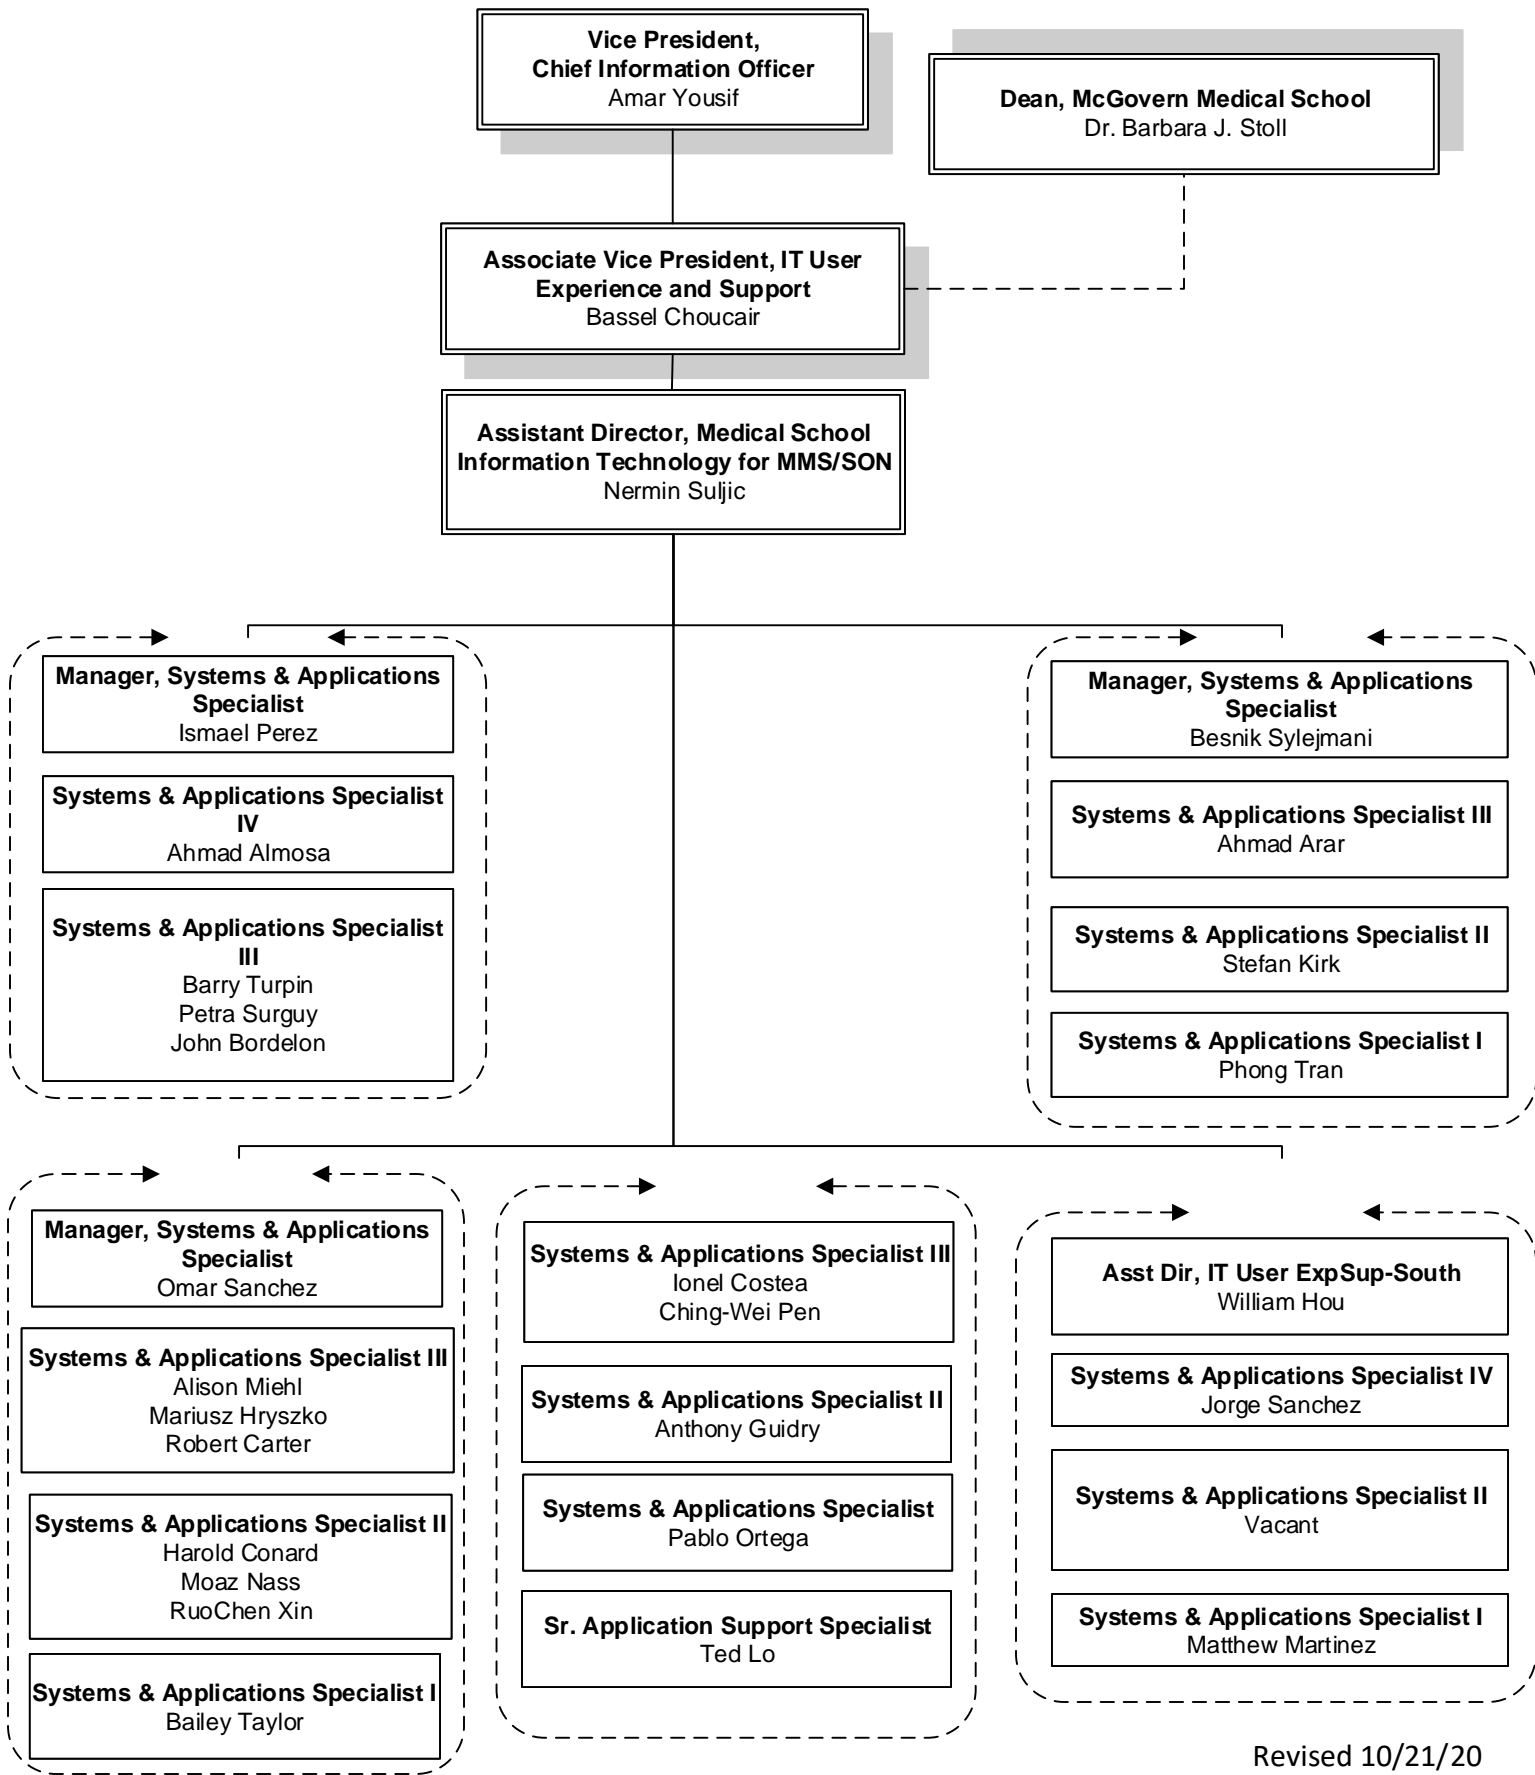 Vice President,
Chief Information Officer
Amar Yousif
Dean, McGovern Medical School
Dr. Barbara J. Stoll
Associate Vice President, IT User
Experience and Support
Bassel Choucair
Assistant Director, Medical School
Information Technology for MMS/SON
Nermin Suljic
Manager, Systems & Applications
Specialist
Ismael Perez
Systems & Applications Specialist
IV
Ahmad Almosa
Systems & Applications Specialist
III
Barry Turpin
Petra Surguy
John Bordelon
Manager, Systems & Applications
Specialist
Besnik Sylejmani
Systems & Applications Specialist III
Ahmad Arar
Systems & Applications Specialist II
Stefan Kirk
Systems & Applications Specialist I
Phong Tran
Manager, Systems & Applications
Specialist
Omar Sanchez
Systems & Applications Specialist III
Alison Miehl
Mariusz Hryszko
Robert Carter
Systems & Applications Specialist II
Harold Conard
Moaz Nass
RuoChen Xin
Systems & Applications Specialist I
Bailey Taylor
Systems & Applications Specialist III
Ionel Costea
Ching-Wei Pen
Systems & Applications Specialist II
Anthony Guidry
Systems & Applications Specialist
Pablo Ortega
Sr. Application Support Specialist
Ted Lo
Asst Dir, IT User ExpSup-South
William Hou
Systems & Applications Specialist IV
Jorge Sanchez
Systems & Applications Specialist II
Vacant
Systems & Applications Specialist I
Matthew Martinez
Revised 10/21/20